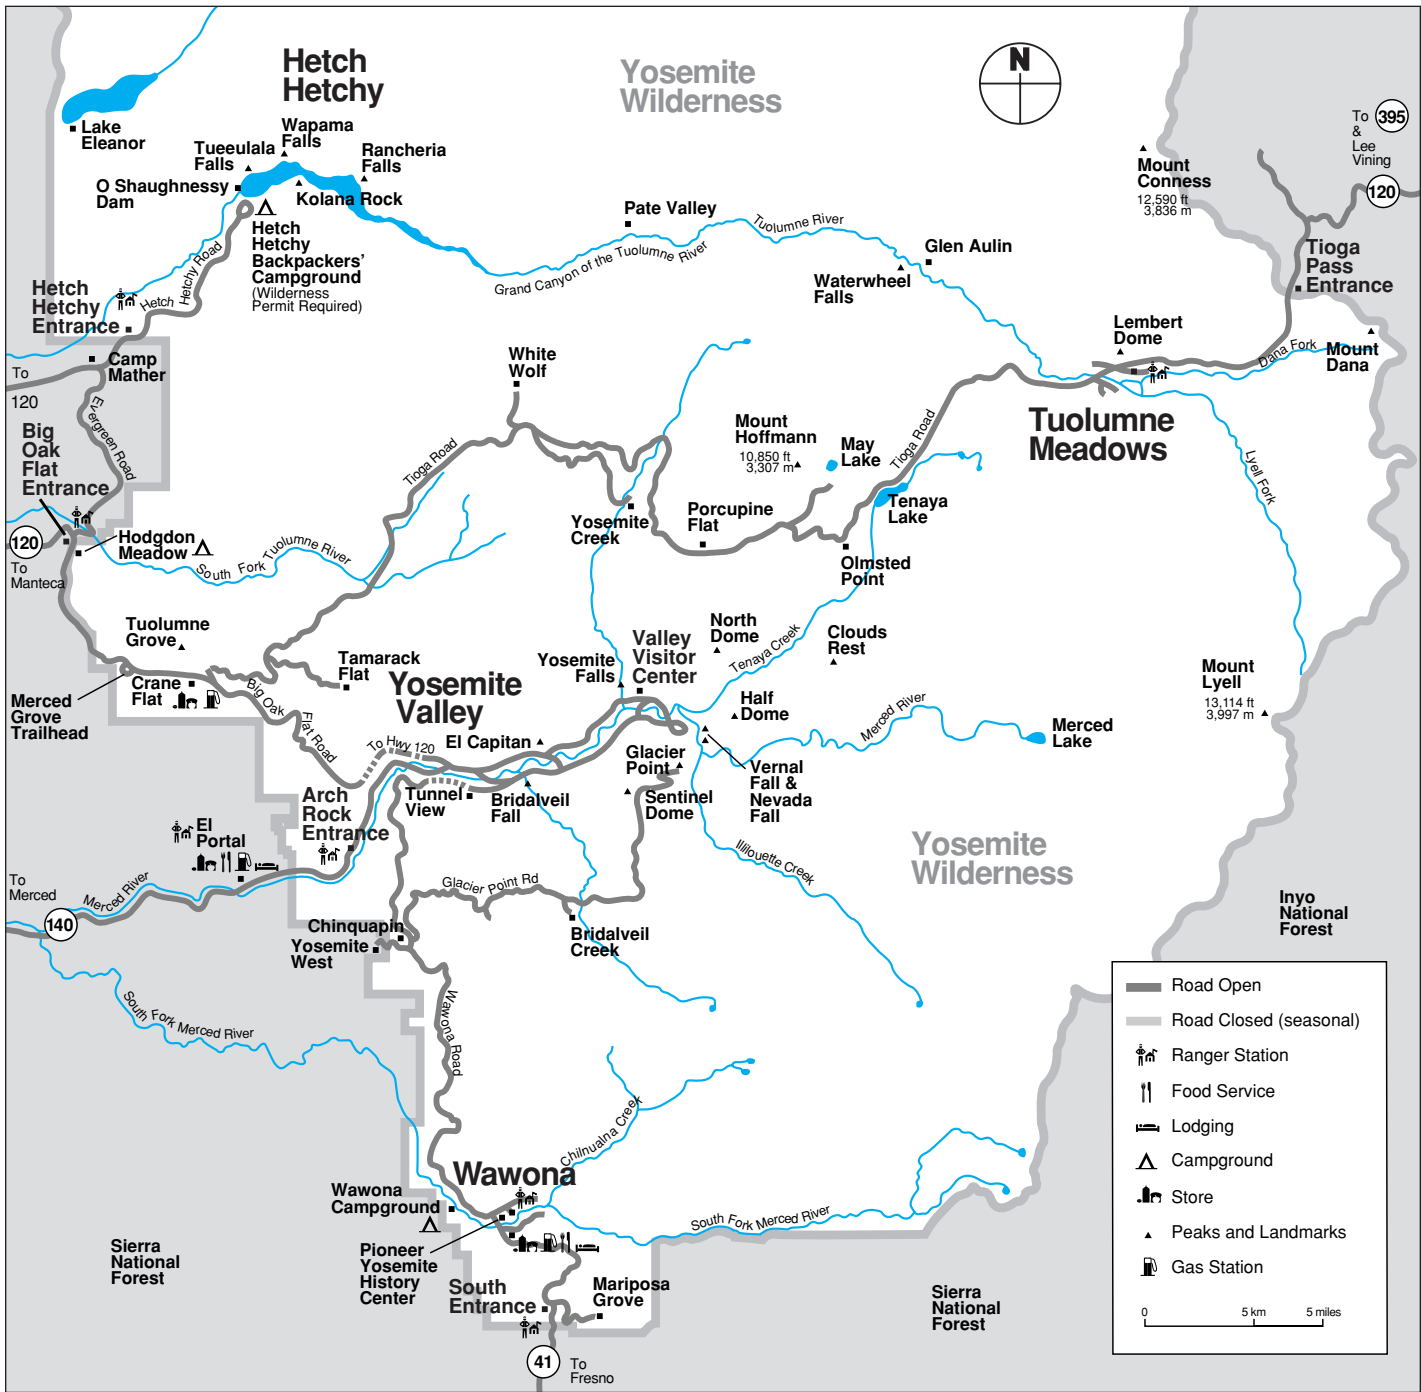 Hetch
Hetchy
Yosemite
Wilderness
N
To
395
&
Lee
Vining
120
Lake
Eleanor
Wapama
Falls
Tueeulala
Falls
Rancheria
Falls
O Shaughnessy
Dam
Kolana Rock
Mount
Conness
12,590 ft
3,836 m
Pate Valley
Tuolumne River
Grand Canyon of the Tuolumne River
Glen Aulin
Waterwheel
Falls
Tioga
Pass
Entrance
Hetch
Hetchy
Backpackers'
Campground
(Wilderness
Permit Required)
Hetch Hetchy Road
Hetch
Hetchy
Entrance
Camp
Mather
To
120
Evergreen Road
White
Wolf
Lembert
Dome
Dana Fork
Mount
Dana
Tuolumne
Meadows
Big
Oak
Flat
Entrance
Tioga Road
Mount
Hoffmann
10,850 ft
3,307 m
May
Lake
Tioga Road
Lyell Fork
Tenaya
Lake
Yosemite
Creek
Porcupine
Flat
Olmsted
Point
120
To
Manteca
Hodgdon
Meadow
South Fork Tuolumne River
Tuolumne
Grove
Tamarack
Flat
Crane
Flat
Merced
Grove
Trailhead
Big Oak Flat Road
Yosemite
Valley
Yosemite
Falls
Valley
Visitor
Center
North
Dome
Tenaya Creek
Clouds
Rest
Half
Dome
Mount
Lyell
13,114 ft
3,997 m
Merced River
Merced
Lake
To Hwy 120
El Capitan
Glacier
Point
Vernal
Fall &
Nevada
Fall
Sentinel
Dome
Tunnel
View
Bridalveil
Fall
Arch
Rock
Entrance
El
Portal
To
Merced
Merced River
140
Illilouette Creek
Yosemite
Wilderness
Glacier Point Rd
Chinquapin
Yosemite
West
Bridalveil
Creek
Inyo
National
Forest
South Fork Merced River
Wawona Road
Chilnualna Creek
Wawona
Wawona
Campground
Pioneer
Yosemite
History
Center
South Fork Merced River
South
Entrance
Mariposa
Grove
Sierra
National
Forest
Sierra
National
Forest
41
To
Fresno
Road Open
Road Closed (seasonal)
Ranger Station
Food Service
Lodging
Campground
Store
Peaks and Landmarks
Gas Station
0
5 km
5 miles